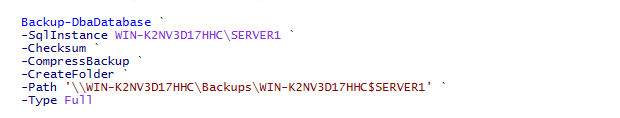 Backup-DbaDatabase `
-SqlInstance WIN-K2NV3D17HHC\SERVER1 `
-Checksum `
-CompressBackup `
-CreateFolder `
-Path '\\WIN-K2NV3D17HHC\Backups\WIN-K2NV3D17HHC$SERVER1' `
-Type Full